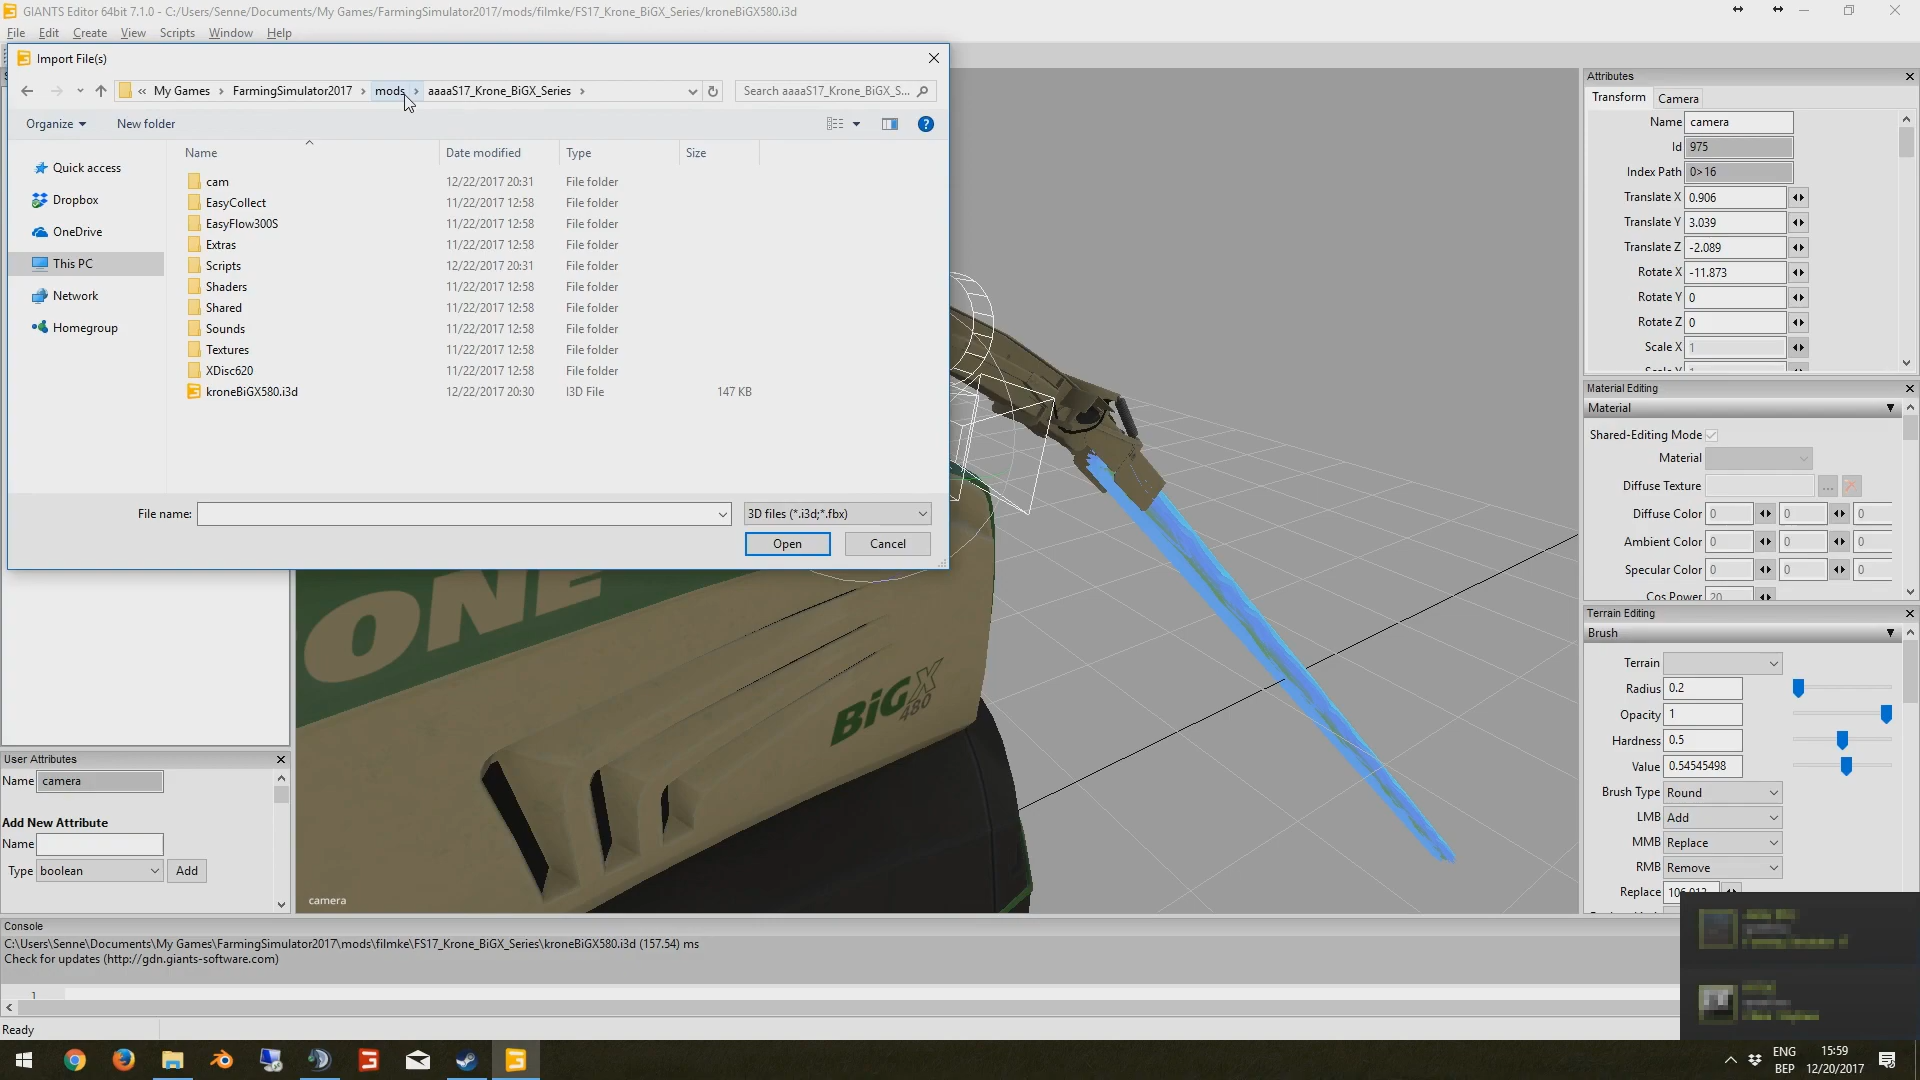 GIANTS Editor 64bit 7.1.0 - C:/Users/Senne/Documents/My Games/FarmingSimulator2017/mods/filmke/FS17_Krone_BiGX_Series/kroneBiGX580.i3d
File Edit Create View Scripts Window Help
Import File(s)
« My Games › FarmingSimulator2017 › mods › aaaaS17_Krone_BiGX_Series ›
Search aaaaS17_Krone_BiGX_S...
Organize New folder
Name Date modified Type Size
Quick access
Dropbox
OneDrive
This PC
Network
Homegroup
cam 12/22/2017 20:31 File folder
EasyCollect 11/22/2017 12:58 File folder
EasyFlow300S 11/22/2017 12:58 File folder
Extras 11/22/2017 12:58 File folder
Scripts 12/22/2017 20:31 File folder
Shaders 11/22/2017 12:58 File folder
Shared 11/22/2017 12:58 File folder
Sounds 11/22/2017 12:58 File folder
Textures 11/22/2017 12:58 File folder
XDisc620 11/22/2017 12:58 File folder
kroneBiGX580.i3d 12/22/2017 20:30 I3D File 147 KB
File name:
3D files (*.i3d;*.fbx)
Open Cancel
Attributes
Transform Camera
Name camera
Id 975
Index Path 0>16
Translate X 0.906
Translate Y 3.039
Translate Z -2.089
Rotate X -11.873
Rotate Y 0
Rotate Z 0
Scale X 1
Material Editing
Material
Shared-Editing Mode
Material
Diffuse Texture ...
Diffuse Color 0 0 0
Ambient Color 0 0 0
Specular Color 0 0 0
Cos Power 20
Terrain Editing
Brush
Terrain
Radius 0.2
Opacity 1
Hardness 0.5
Value 0.54545498
Brush Type Round
LMB Add
MMB Replace
RMB Remove
Replace
ONE
BiG X
480
camera
User Attributes
Name camera
Add New Attribute
Name
Type boolean Add
Console
C:\Users\Senne\Documents\My Games\FarmingSimulator2017\mods\filmke\FS17_Krone_BiGX_Series\kroneBiGX580.i3d (157.54) ms
Check for updates (http://gdn.giants-software.com)
1
Ready
ENG
BEP
15:59
12/20/2017